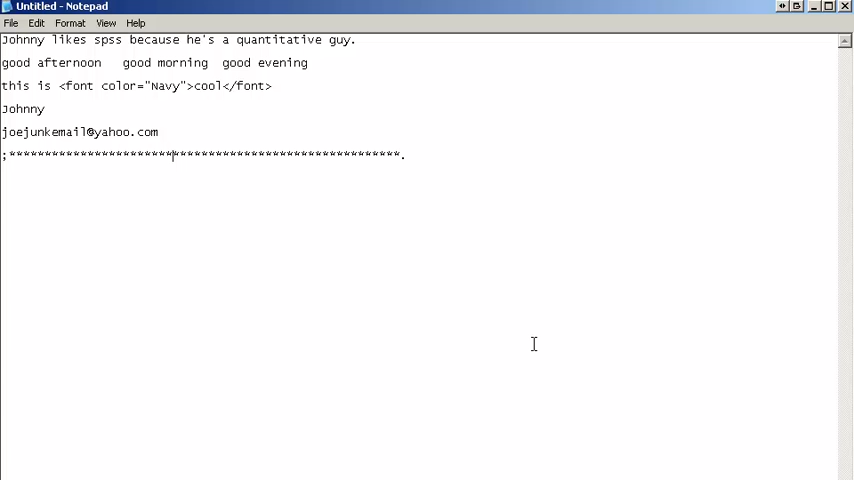 Untitled - Notepad
File Edit Format View Help
Johnny likes spss because he's a quantitative guy.
good afternoon   good morning  good evening
this is <font color="Navy">cool</font>
Johnny
joejunkemail@yahoo.com
;*******************************************************.